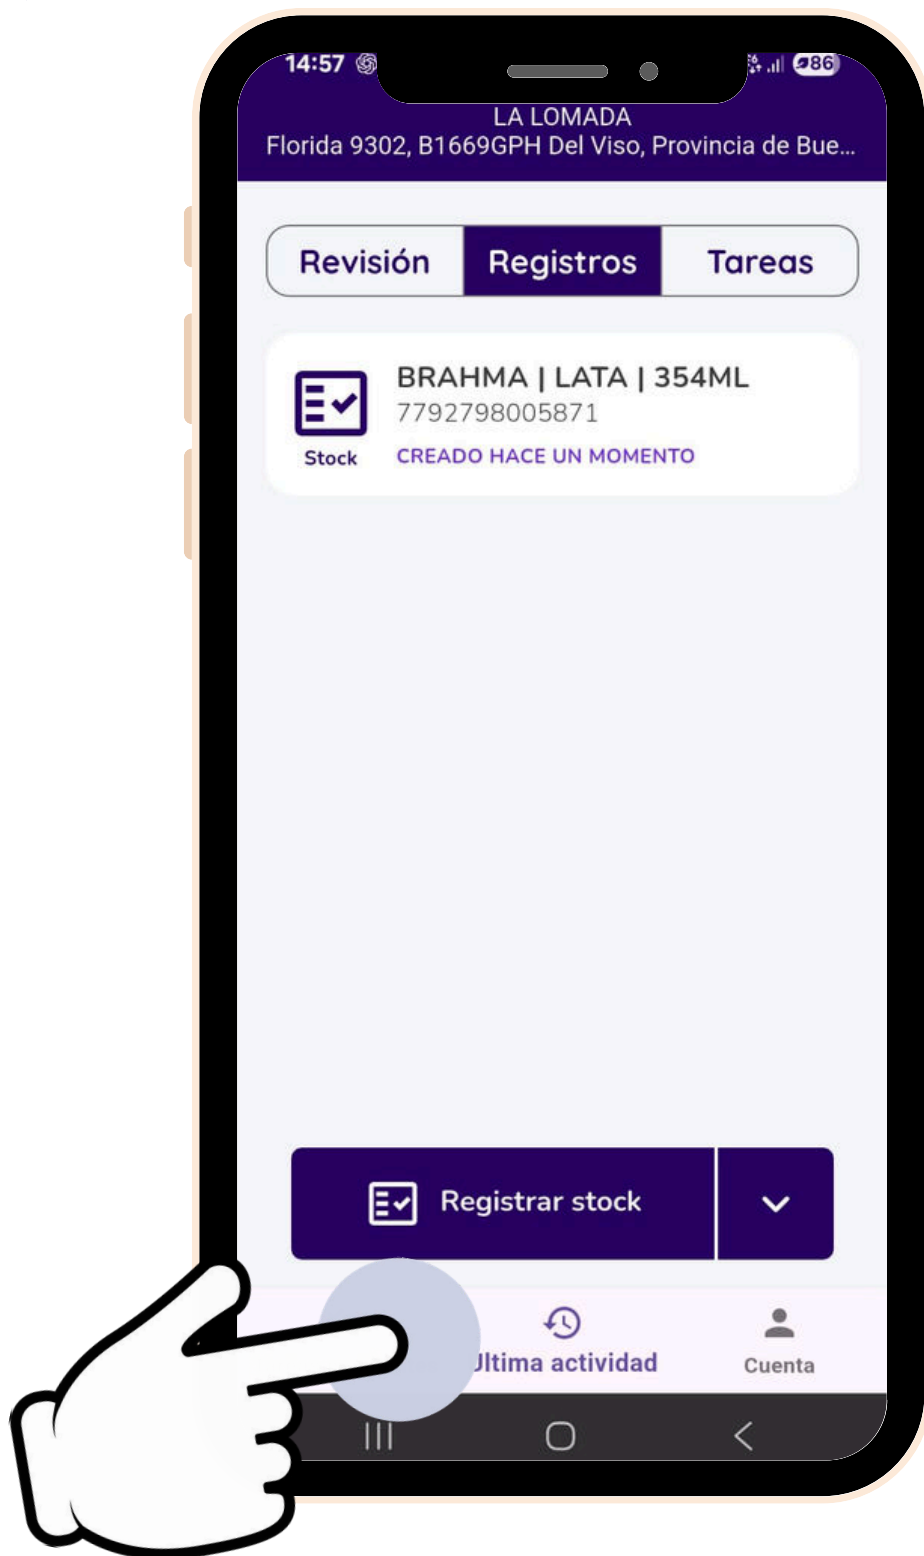 14:57
86
LA LOMADA
Florida 9302, B1669GPH Del Viso, Provincia de Bue...
Revisión Registros Tareas
BRAHMA | LATA | 354ML
7792798005871
Stock CREADO HACE UN MOMENTO
Registrar stock
Ultima actividad Cuenta